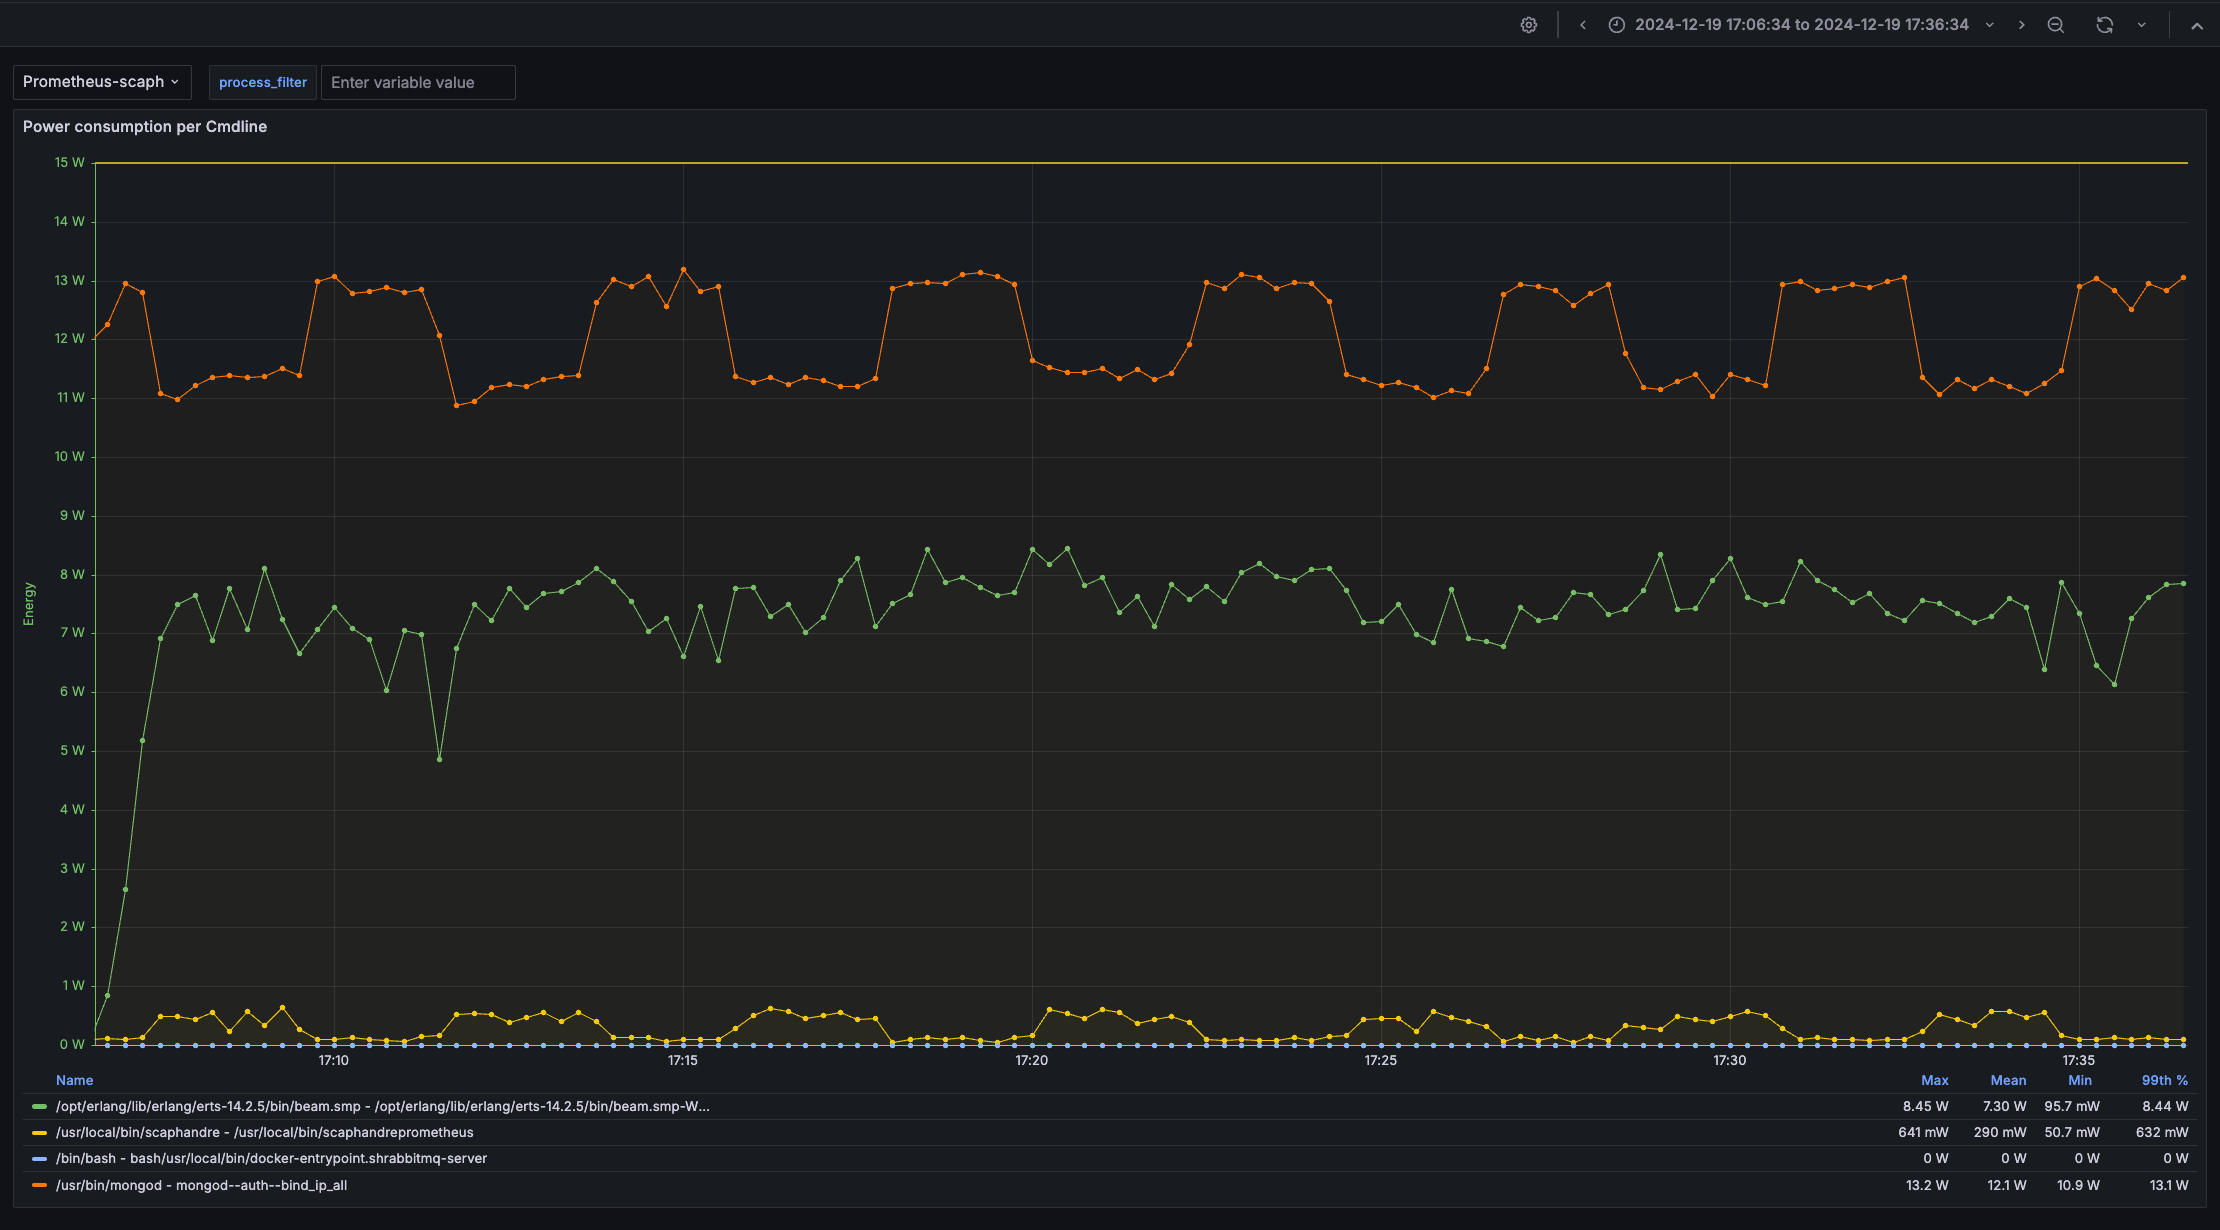 2024-12-19 17:06:34 to 2024-12-19 17:36:34
Prometheus-scaph process_filter Enter variable value
Power consumption per Cmdline
15 W
14 W
13 W
12 W
11 W
10 W
9 W
8 W
7 W
6 W
5 W
4 W
3 W
2 W
1 W
0 W
Energy
17:10 17:15 17:20 17:25 17:30 17:35
Name Max Mean Min 99th %
/opt/erlang/lib/erlang/erts-14.2.5/bin/beam.smp - /opt/erlang/lib/erlang/erts-14.2.5/bin/beam.smp-W... 8.45 W 7.30 W 95.7 mW 8.44 W
/usr/local/bin/scaphandre - /usr/local/bin/scaphandreprometheus 641 mW 290 mW 50.7 mW 632 mW
/bin/bash - bash/usr/local/bin/docker-entrypoint.shrabbitmq-server 0 W 0 W 0 W 0 W
/usr/bin/mongod - mongod--auth--bind_ip_all 13.2 W 12.1 W 10.9 W 13.1 W